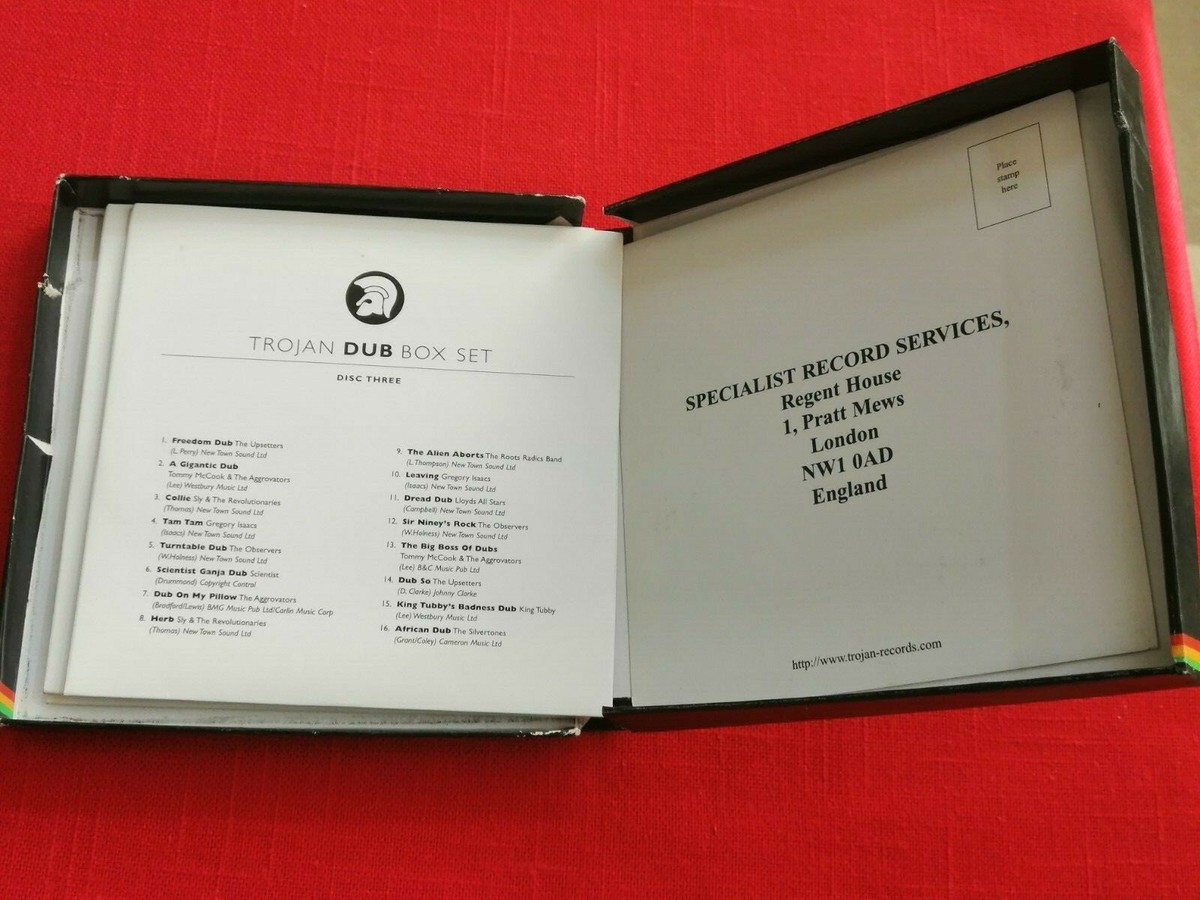 TROJAN DUB BOX SET
DISC THREE
1. Freedom Dub The Upsetters
(L. Perry) New Town Sound Ltd
2. A Gigantic Dub
Tommy McCook & The Aggrovators
(Lee) Westbury Music Ltd
3. Collie Sly & The Revolutionaries
(Thomas) New Town Sound Ltd
4. Tam Tam Gregory Isaacs
(Isaacs) New Town Sound Ltd
5. Turntable Dub The Observers
(W.Holness) New Town Sound Ltd
6. Scientist Ganja Dub Scientist
(Drummond) Copyright Control
7. Dub On My Pillow The Aggrovators
(Bradford/Lewis) BMG Music Pub Ltd/Carlin Music Corp
8. Herb Sly & The Revolutionaries
(Thomas) New Town Sound Ltd
9. The Alien Aborts The Roots Radics Band
(L.Thompson) New Town Sound Ltd
10. Leaving Gregory Isaacs
(Isaacs) New Town Sound Ltd
11. Dread Dub Lloyds All Stars
(Campbell) New Town Sound Ltd
12. Sir Niney's Rock The Observers
(W.Holness) New Town Sound Ltd
13. The Big Boss Of Dubs
Tommy McCook & The Aggrovators
(Lee) B&C Music Pub Ltd
14. Dub So The Upsetters
(D. Clarke) Johnny Clarke
15. King Tubby's Badness Dub King Tubby
(Lee) Westbury Music Ltd
16. African Dub The Silvertones
(Grant/Coley) Cameron Music Ltd
Place
stamp
here
SPECIALIST RECORD SERVICES,
Regent House
1, Pratt Mews
London
NW1 0AD
England
http://www.trojan-records.com